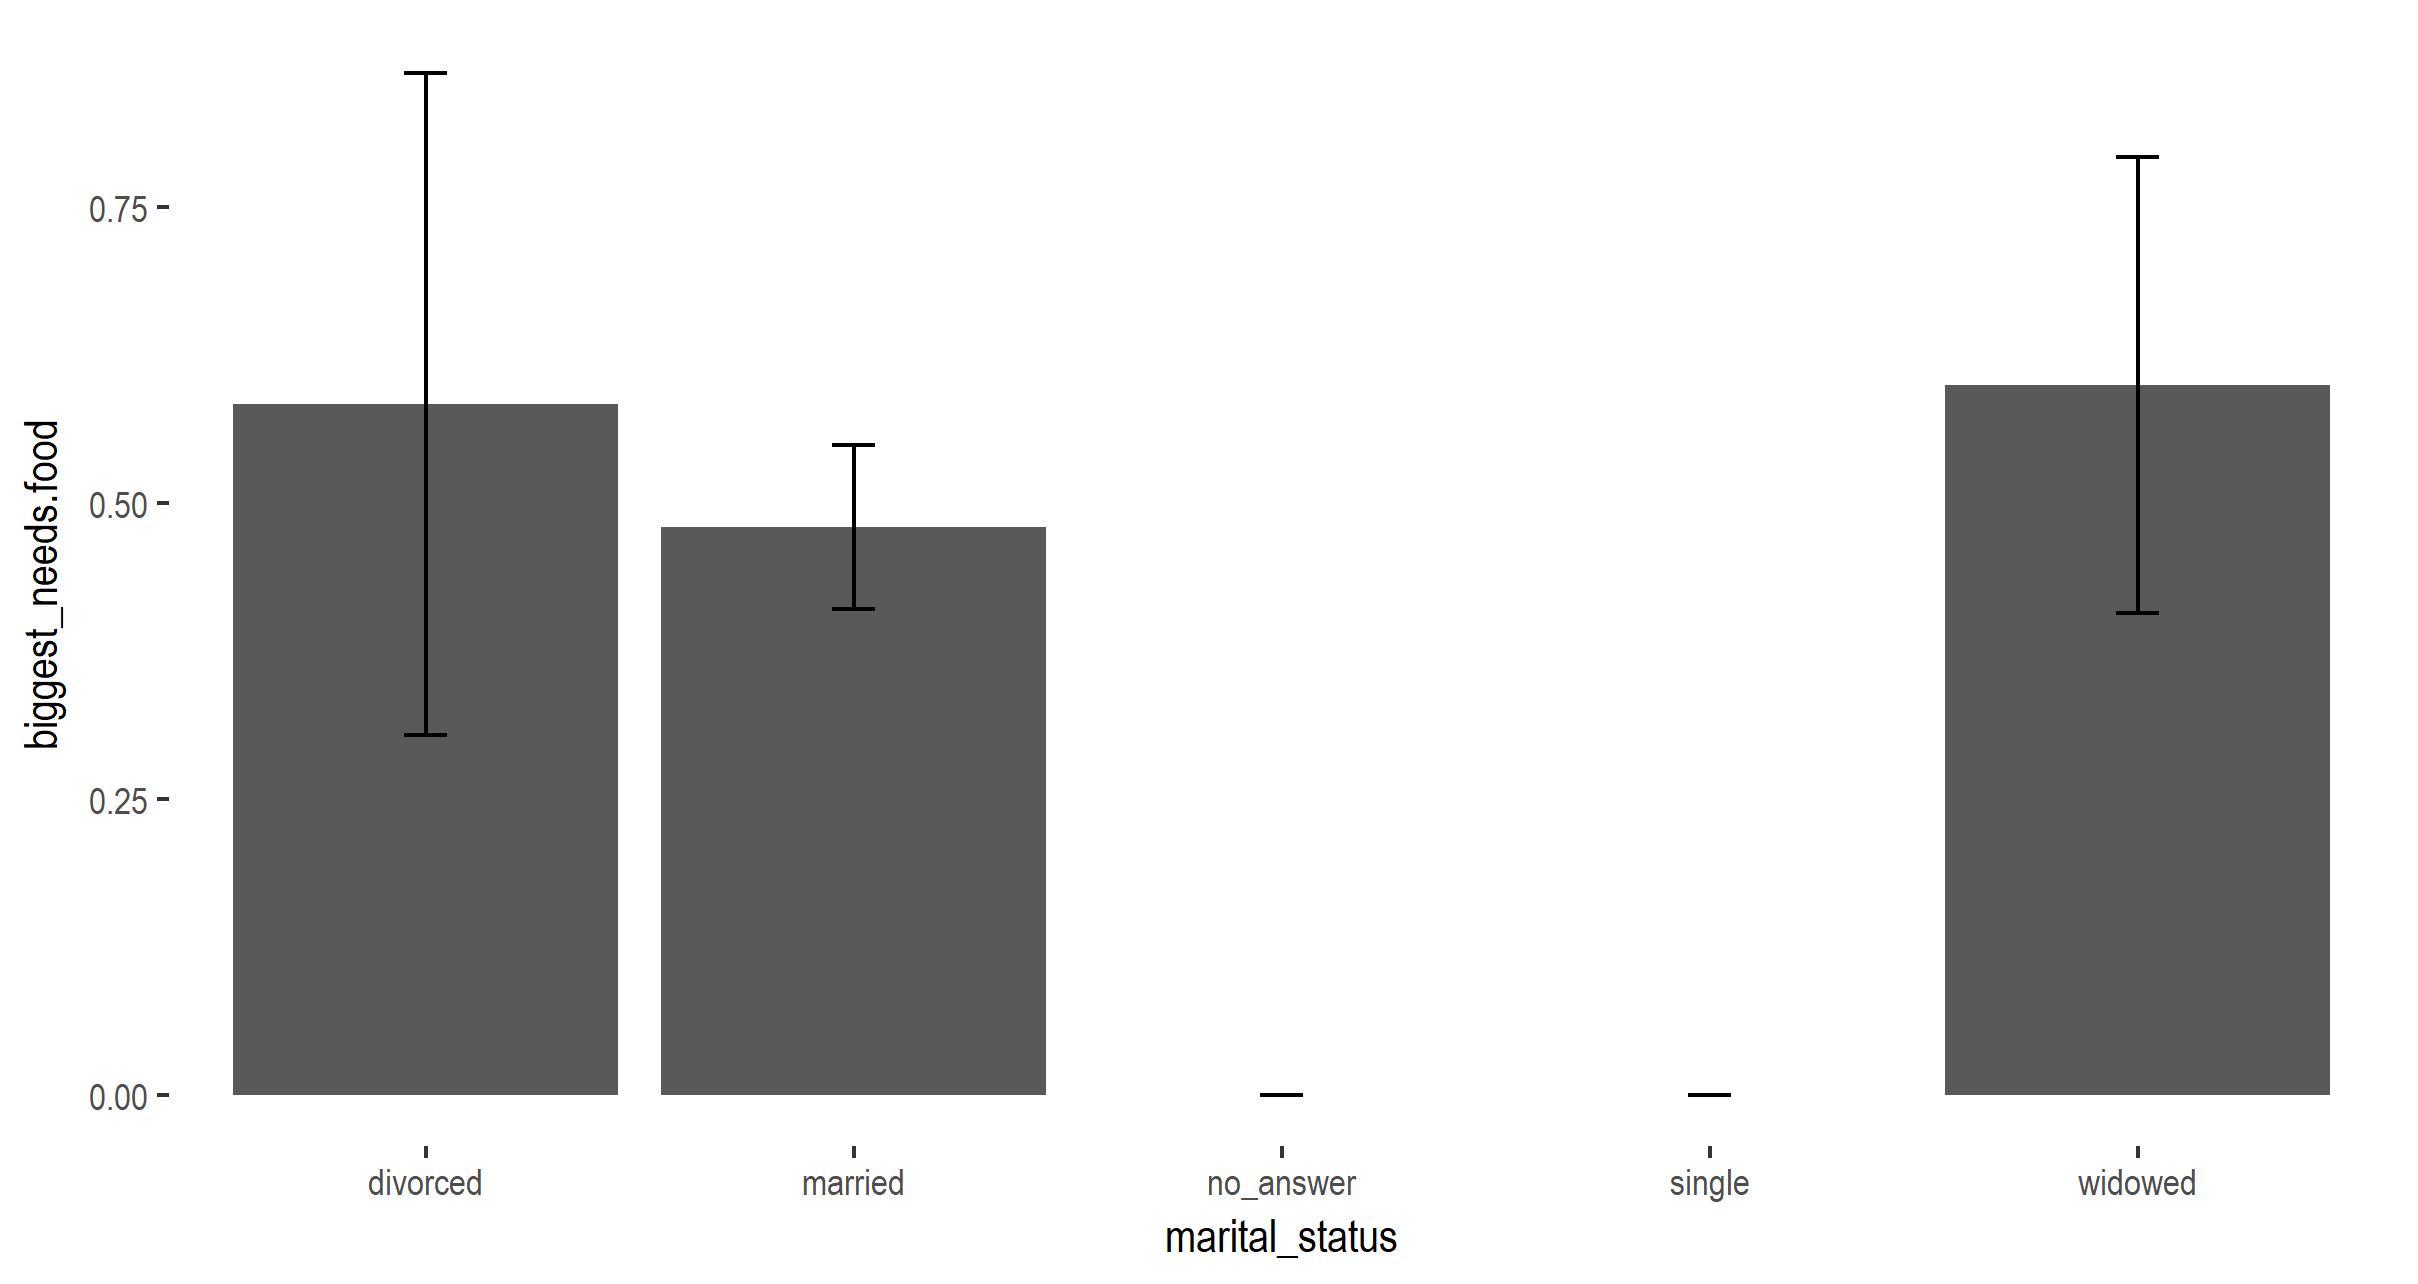 biggest_needs.food
0.75
0.50
0.25
0.00
divorced married no_answer single widowed
marital_status